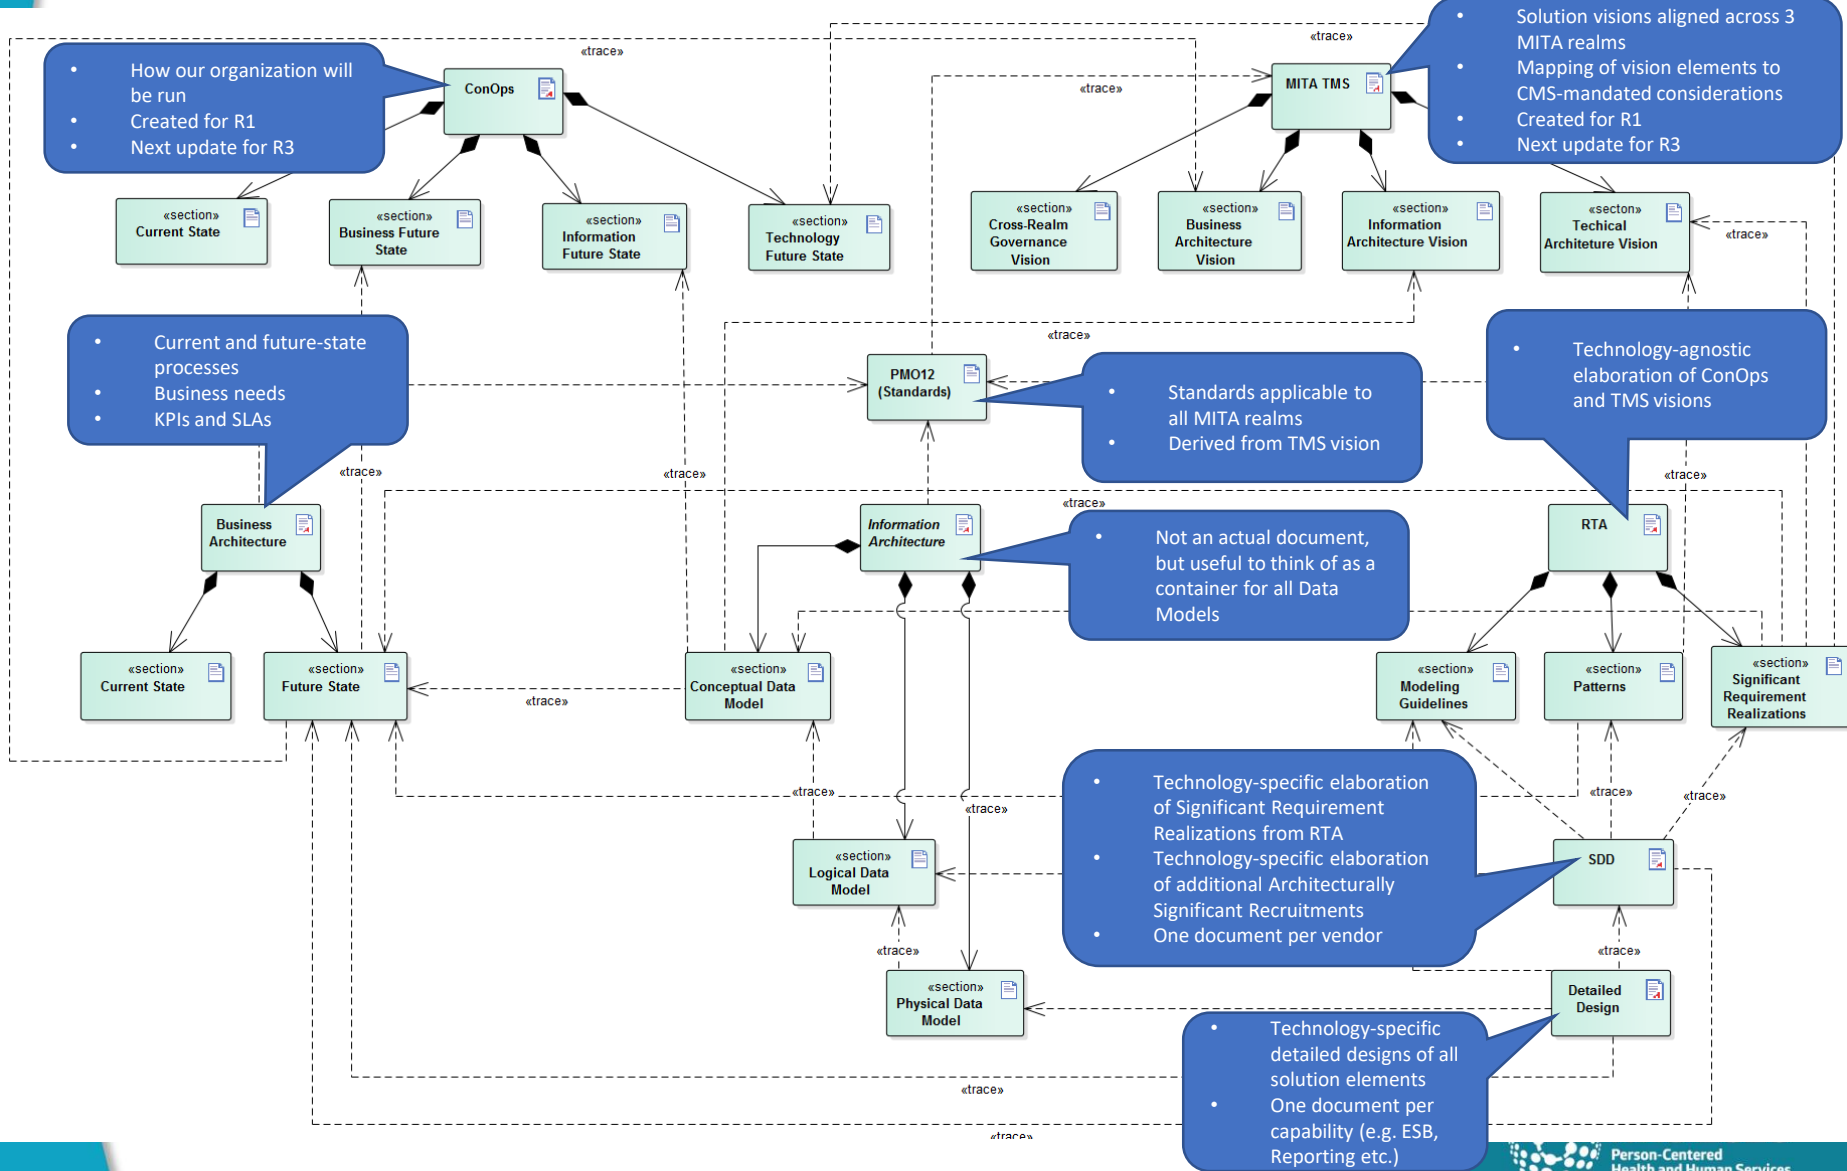 • Solution visions aligned across 3
MITA realms
• Mapping of vision elements to
CMS-mandated considerations
• Created for R1
• Next update for R3
• How our organization will
be run
• Created for R1
• Next update for R3
«trace»
«trace»
«trace»
ConOps
MITA TMS
«section»
Current State
«section»
Business Future
State
«section»
Information
Future State
«section»
Technology
Future State
«section»
Cross-Realm
Governance
Vision
«section»
Business
Architecture
Vision
«section»
Information
Architecture Vision
«secton»
Techical
Architeture Vision
«trace»
• Current and future-state
processes
• Business needs
• KPIs and SLAs
«trace»
PMO12
(Standards)
• Standards applicable to
all MITA realms
• Derived from TMS vision
• Technology-agnostic
elaboration of ConOps
and TMS visions
«trace»
«trace»
«trace»
«trace»
Business
Architecture
Information
Architecture
• Not an actual document,
but useful to think of as a
container for all Data
Models
RTA
«section»
Current State
«section»
Future State
«trace»
«section»
Conceptual Data
Model
«section»
Modeling
Guidelines
«section»
Patterns
«section»
Significant
Requirement
Realizations
«trace»
«trace»
«trace»
«trace»
• Technology-specific elaboration
of Significant Requirement
Realizations from RTA
• Technology-specific elaboration
of additional Architecturally
Significant Recruitments
• One document per vendor
«section»
Logical Data
Model
SDD
«trace»
«trace»
«section»
Physical Data
Model
Detailed
Design
• Technology-specific
detailed designs of all
solution elements
• One document per
capability (e.g. ESB,
Reporting etc.)
«trace»
«trace»
Person-Centered
Health and Human Services